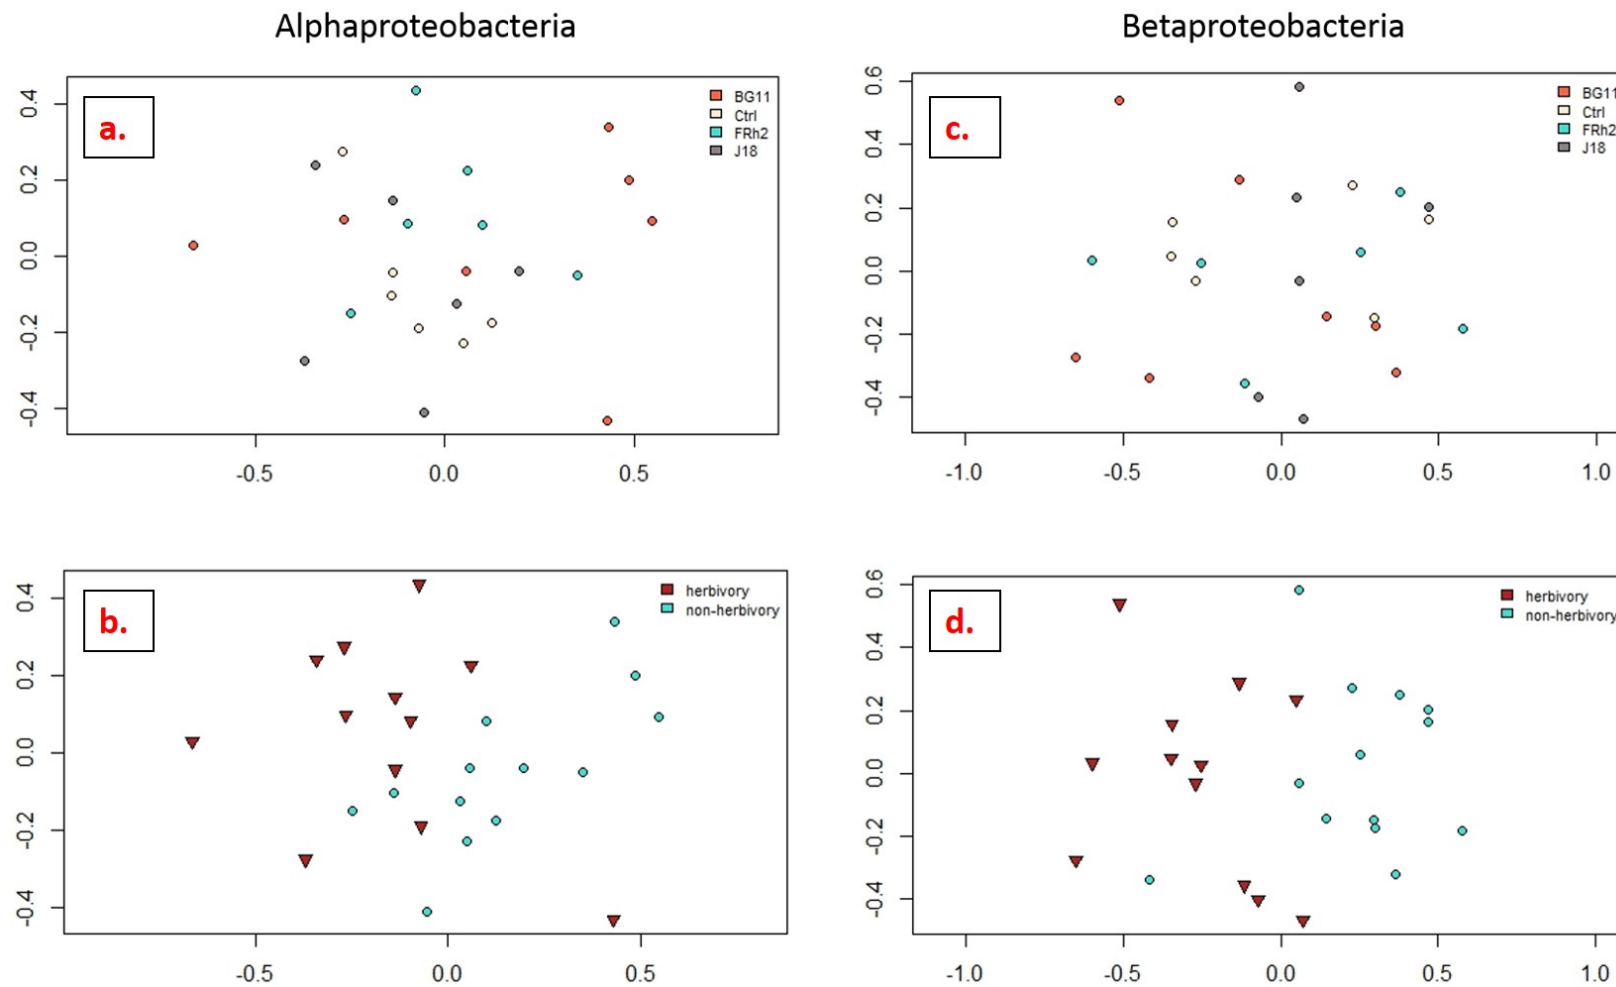 Alphaproteobacteria
Betaproteobacteria
a.
BG11
Ctrl
FRh2
J18
0.4
0.2
0.0
-0.2
-0.4
-0.5
0.0
0.5
c.
BG11
Ctrl
FRh2
J18
0.6
0.4
0.2
0.0
-0.2
-0.4
-1.0
-0.5
0.0
0.5
1.0
b.
herbivory
non-herbivory
0.4
0.2
0.0
-0.2
-0.4
-0.5
0.0
0.5
d.
herbivory
non-herbivory
0.6
0.4
0.2
0.0
-0.2
-0.4
-1.0
-0.5
0.0
0.5
1.0